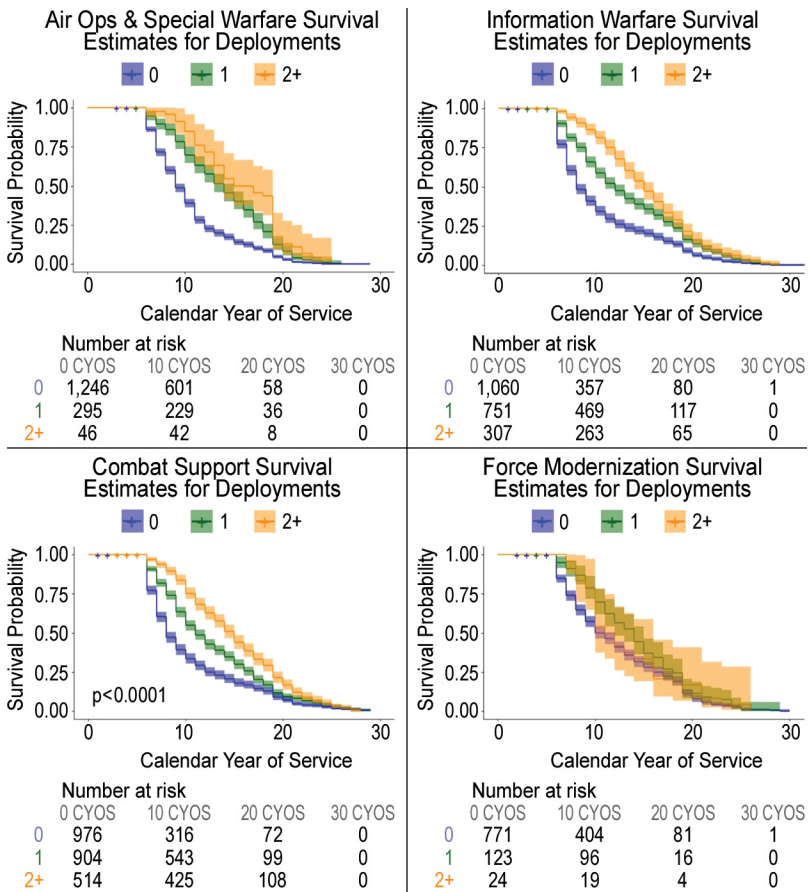 Air Ops & Special Warfare Survival
Estimates for Deployments
0 1 2+
Survival Probability
1.00
0.75
0.50
0.25
0.00
0 10 20 30
Calendar Year of Service
Number at risk
0 CYOS 10 CYOS 20 CYOS 30 CYOS
0 1,246 601 58 0
1 295 229 36 0
2+ 46 42 8 0
Information Warfare Survival
Estimates for Deployments
0 1 2+
Survival Probability
1.00
0.75
0.50
0.25
0.00
0 10 20 30
Calendar Year of Service
Number at risk
0 CYOS 10 CYOS 20 CYOS 30 CYOS
0 1,060 357 80 1
1 751 469 117 0
2+ 307 263 65 0
Combat Support Survival
Estimates for Deployments
0 1 2+
Survival Probability
1.00
0.75
0.50
0.25
0.00
p<0.0001
0 10 20 30
Calendar Year of Service
Number at risk
0 CYOS 10 CYOS 20 CYOS 30 CYOS
0 976 316 72 0
1 904 543 99 0
2+ 514 425 108 0
Force Modernization Survival
Estimates for Deployments
0 1 2+
Survival Probability
1.00
0.75
0.50
0.25
0.00
0 10 20 30
Calendar Year of Service
Number at risk
0 CYOS 10 CYOS 20 CYOS 30 CYOS
0 771 404 81 1
1 123 96 16 0
2+ 24 19 4 0